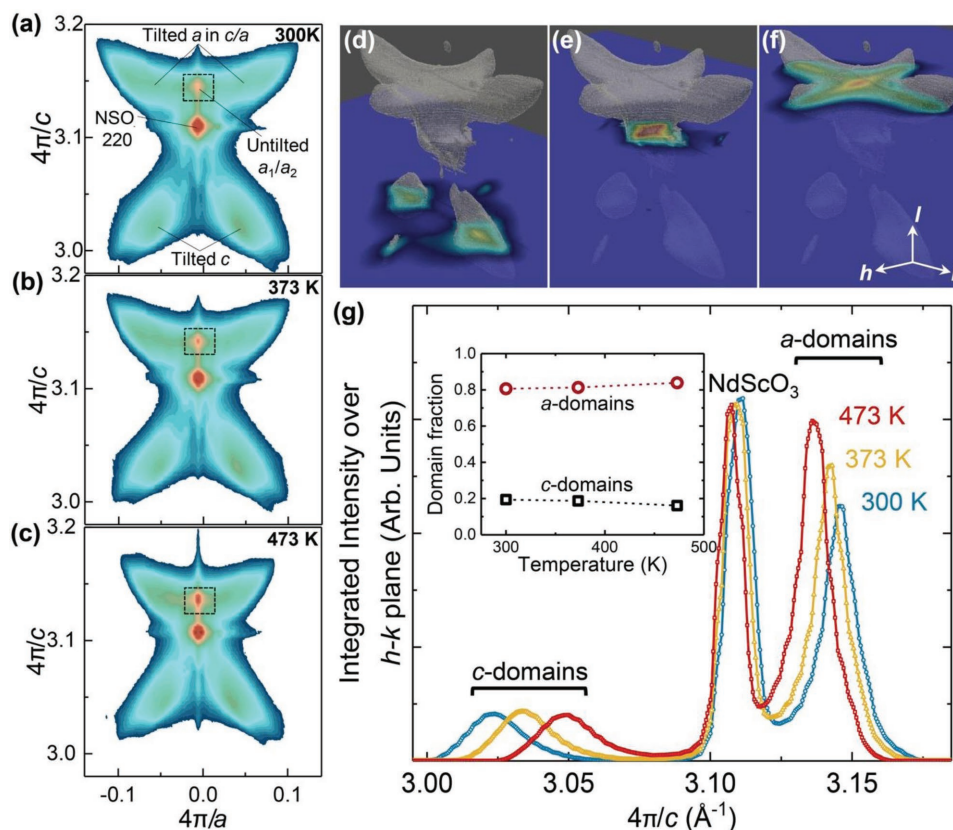 (a)
3.2
Tilted a in c/a
300K
4π/c
NSO
220
3.1
Untilted
a₁/a₂
3.0
Tilted c
(b)
3.2
373 K
4π/c
3.1
3.0
(c)
3.2
473 K
4π/c
3.1
3.0
-0.1 0.0 0.1
4π/a
(d)
(e)
(f)
l
h
(g)
Integrated Intensity over
h-k plane (Arb. Units)
1.0
0.8
0.6
0.4
0.2
0.0
Domain fraction
a-domains
c-domains
300 400 500
Temperature (K)
a-domains
NdScO₃
473 K
373 K
300 K
c-domains
3.00 3.05 3.10 3.15
4π/c (Å⁻¹)